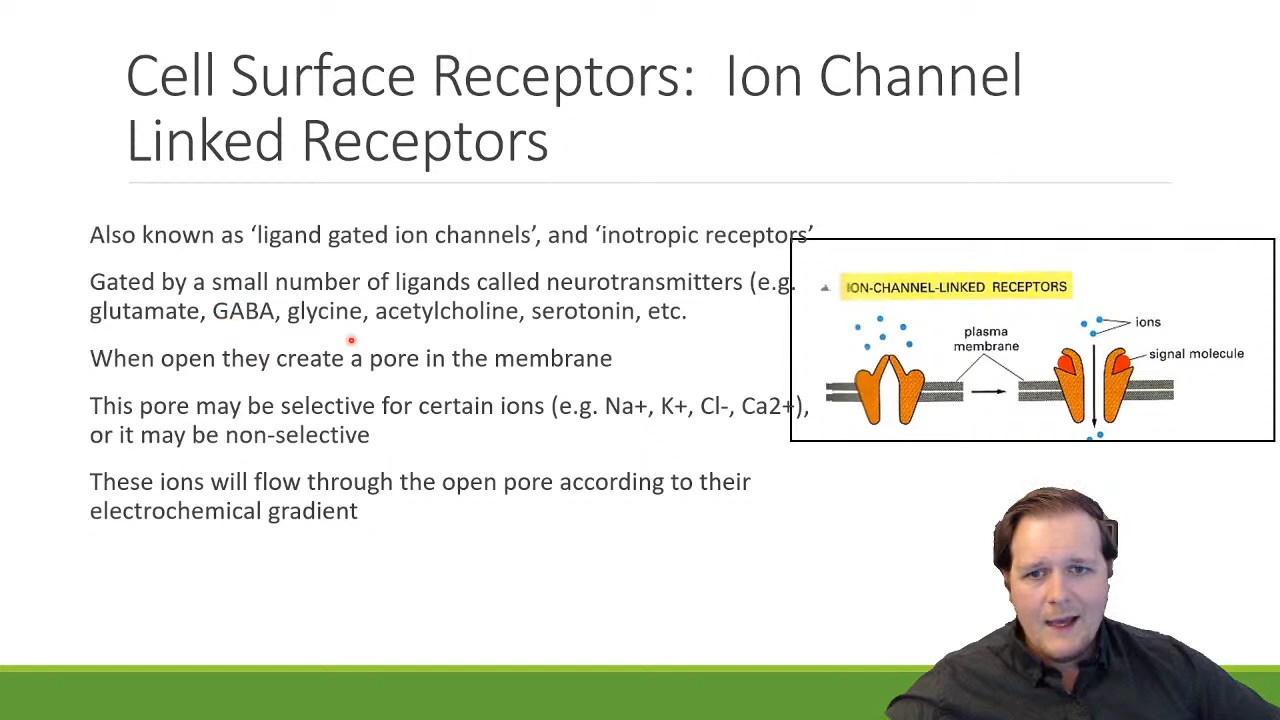 Cell Surface Receptors: Ion Channel
Linked Receptors
Also known as ‘ligand gated ion channels’, and ‘inotropic receptors’
Gated by a small number of ligands called neurotransmitters (e.g.
glutamate, GABA, glycine, acetylcholine, serotonin, etc.
When open they create a pore in the membrane
This pore may be selective for certain ions (e.g. Na+, K+, Cl-, Ca2+),
or it may be non-selective
These ions will flow through the open pore according to their
electrochemical gradient
ION-CHANNEL-LINKED RECEPTORS
ions
plasma
membrane
signal molecule